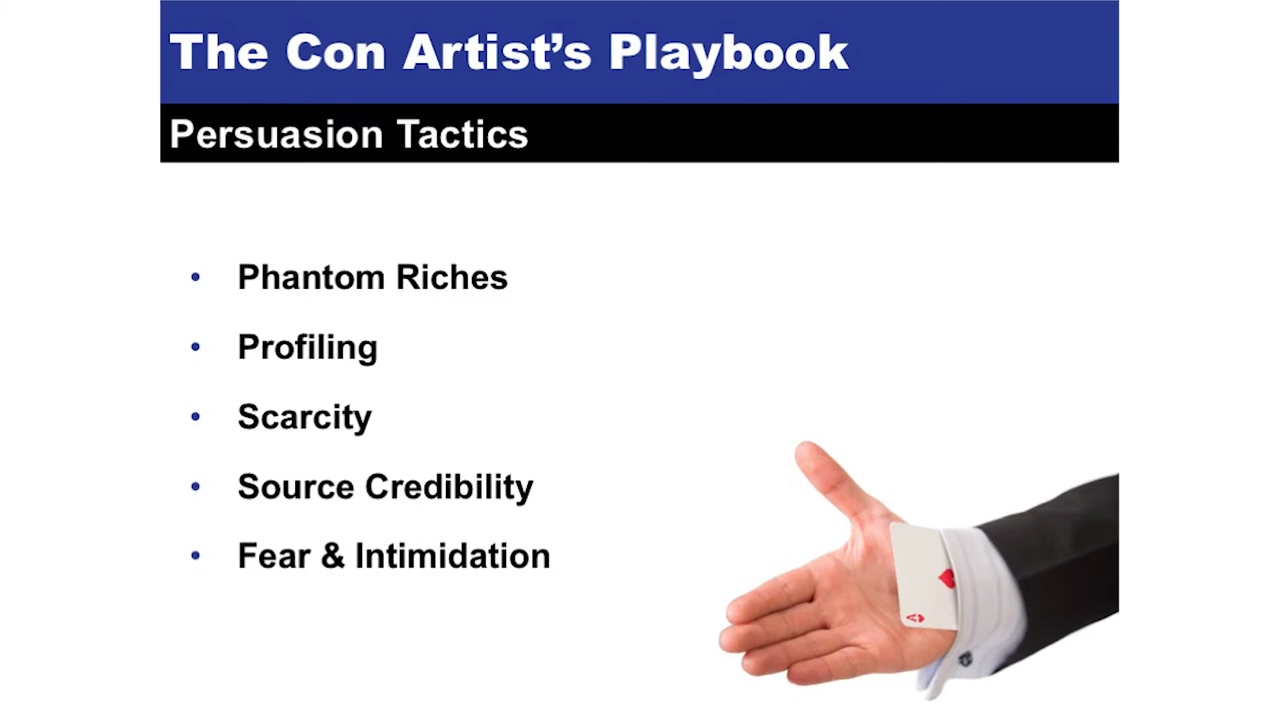 The Con Artist’s Playbook
Persuasion Tactics
• Phantom Riches
• Profiling
• Scarcity
• Source Credibility
• Fear & Intimidation
A